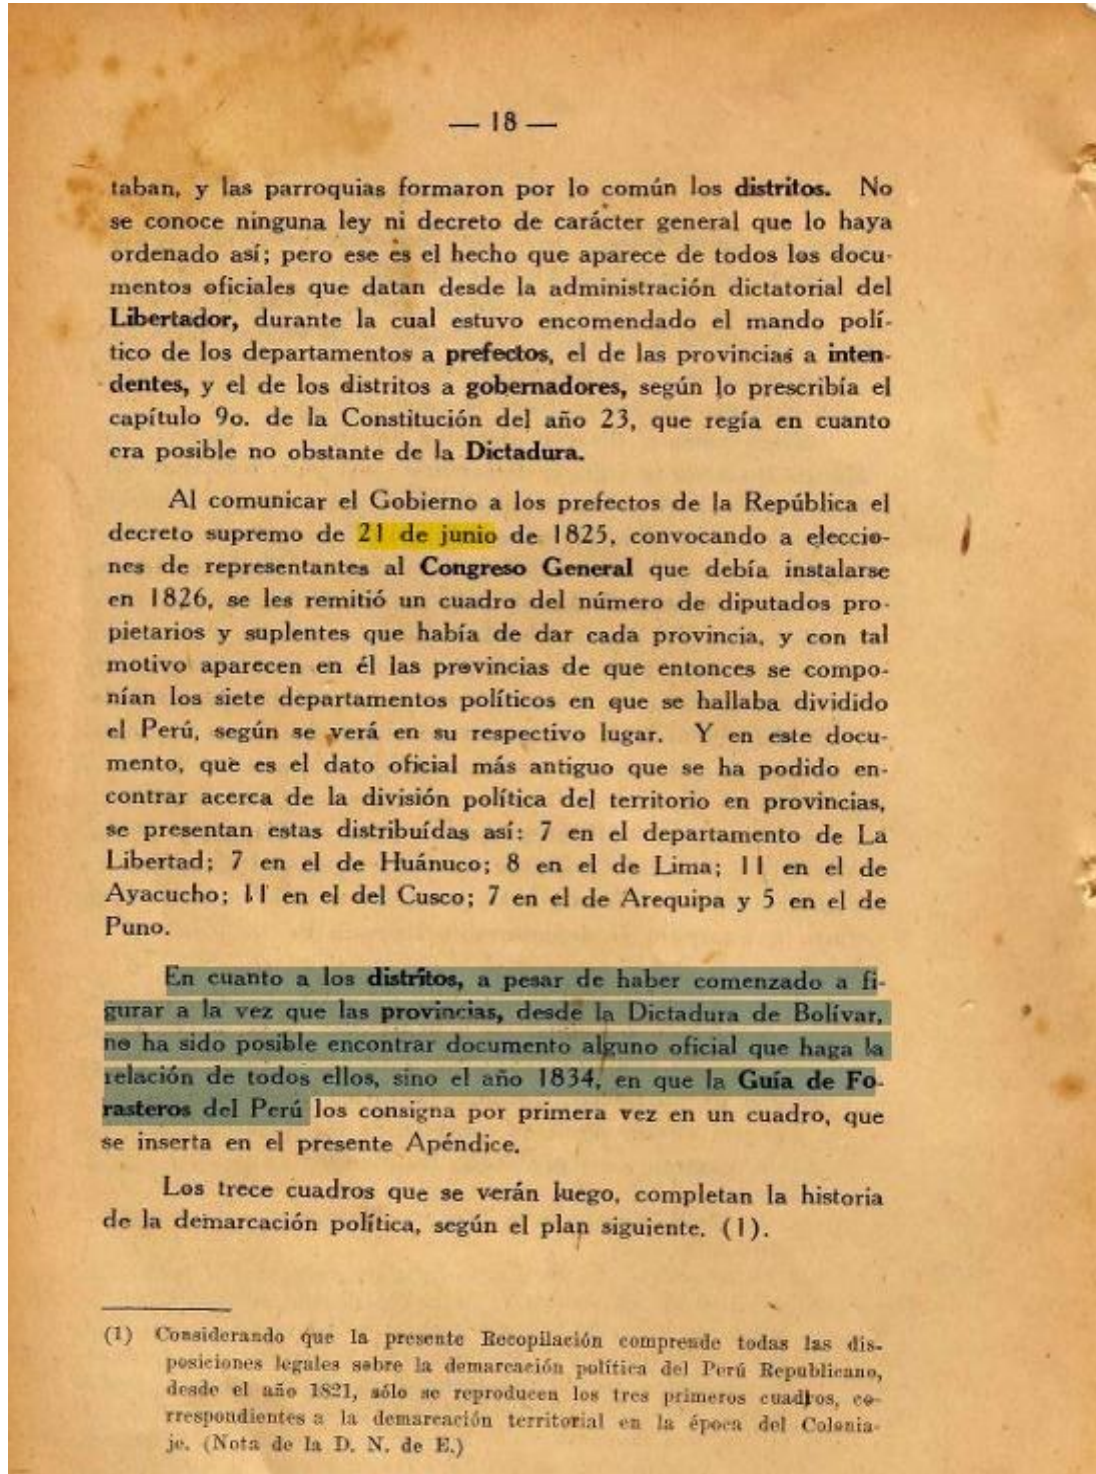 — 18 —
taban, y las parroquias formaron por lo común los distritos. No
se conoce ninguna ley ni decreto de carácter general que lo haya
ordenado así; pero ese es el hecho que aparece de todos los docu-
mentos oficiales que datan desde la administración dictatorial del
Libertador, durante la cual estuvo encomendado el mando polí-
tico de los departamentos a prefectos, el de las provincias a inten-
dentes, y el de los distritos a gobernadores, según lo prescribía el
capítulo 9o. de la Constitución del año 23, que regía en cuanto
era posible no obstante de la Dictadura.
Al comunicar el Gobierno a los prefectos de la República el
decreto supremo de 21 de junio de 1825, convocando a eleccio-
nes de representantes al Congreso General que debía instalarse
en 1826, se les remitió un cuadro del número de diputados pro-
pietarios y suplentes que había de dar cada provincia, y con tal
motivo aparecen en él las provincias de que entonces se compo-
nían los siete departamentos políticos en que se hallaba dividido
el Perú, según se verá en su respectivo lugar. Y en este docu-
mento, que es el dato oficial más antiguo que se ha podido en-
contrar acerca de la división política del territorio en provincias,
se presentan estas distribuídas así: 7 en el departamento de La
Libertad; 7 en el de Huánuco; 8 en el de Lima; 11 en el de
Ayacucho; 11 en el del Cusco; 7 en el de Arequipa y 5 en el de
Puno.
En cuanto a los distritos, a pesar de haber comenzado a fi-
gurar a la vez que las provincias, desde la Dictadura de Bolívar,
no ha sido posible encontrar documento alguno oficial que haga la
relación de todos ellos, sino el año 1834, en que la Guía de Fo-
rasteros del Perú los consigna por primera vez en un cuadro, que
se inserta en el presente Apéndice.
Los trece cuadros que se verán luego, completan la historia
de la demarcación política, según el plan siguiente. (1).
(1) Considerando que la presente Recopilación comprende todas las dis-
posiciones legales sobre la demarcación política del Perú Republicano,
desde el año 1821, sólo se reproducen los tres primeros cuadros, co-
rrespondientes a la demarcación territorial en la época del Colonia-
je. (Nota de la D. N. de E.)